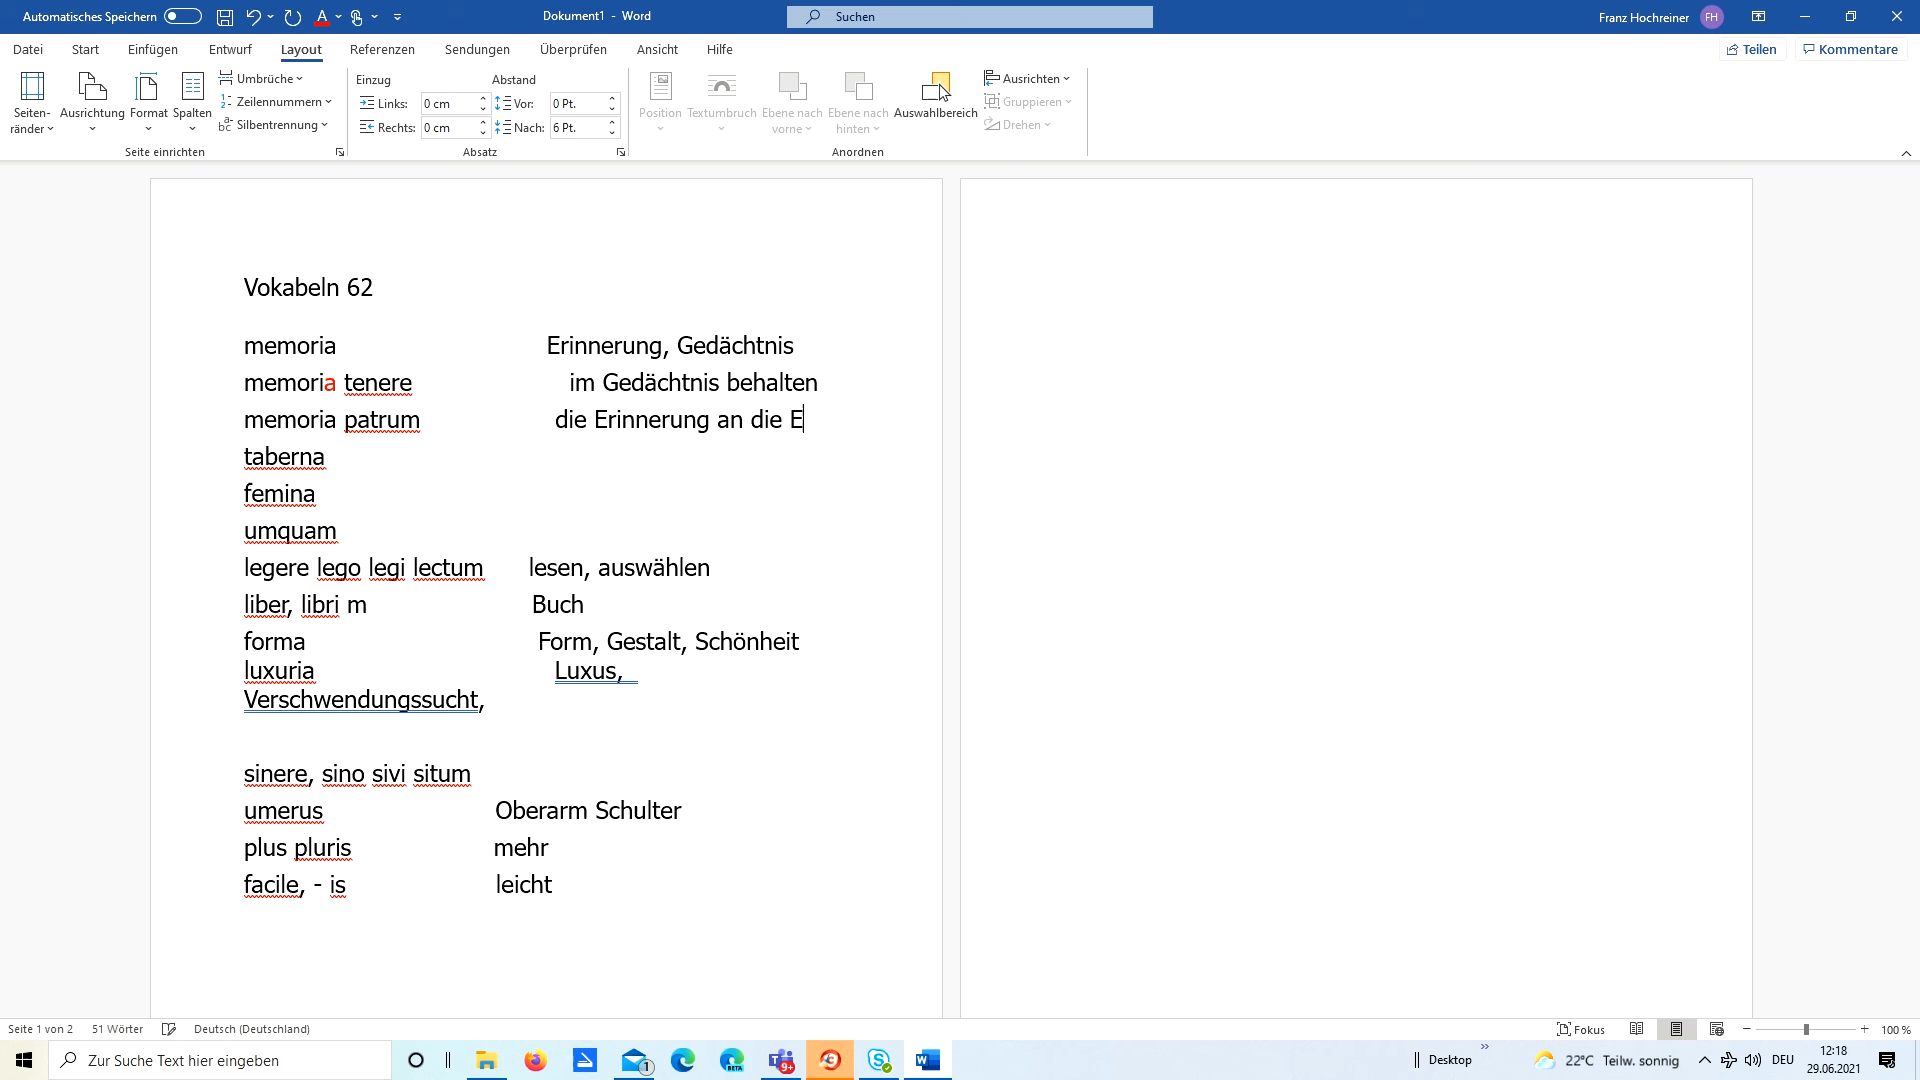 Automatisches Speichern
Dokument1 - Word
Suchen
Franz Hochreiner FH
Datei Start Einfügen Entwurf Layout Referenzen Sendungen Überprüfen Ansicht Hilfe
Teilen Kommentare
Seiten-
ränder
Ausrichtung
Format
Spalten
Umbrüche
Zeilennummern
Silbentrennung
Seite einrichten
Einzug Abstand
Links: 0 cm Vor: 0 Pt.
Rechts: 0 cm Nach: 6 Pt.
Absatz
Position
Textumbruch
Ebene nach
vorne
Ebene nach
hinten
Auswahlbereich
Ausrichten
Gruppieren
Drehen
Anordnen
Vokabeln 62
memoria Erinnerung, Gedächtnis
memoria tenere im Gedächtnis behalten
memoria patrum die Erinnerung an die E
taberna
femina
umquam
legere lego legi lectum lesen, auswählen
liber, libri m Buch
forma Form, Gestalt, Schönheit
luxuria Luxus,
Verschwendungssucht,
sinere, sino sivi situm
umerus Oberarm Schulter
plus pluris mehr
facile, - is leicht
Seite 1 von 2 51 Wörter Deutsch (Deutschland)
Fokus
100 %
Zur Suche Text hier eingeben
1
BETA
9+
Desktop
22°C Teilw. sonnig
DEU
12:18
29.06.2021